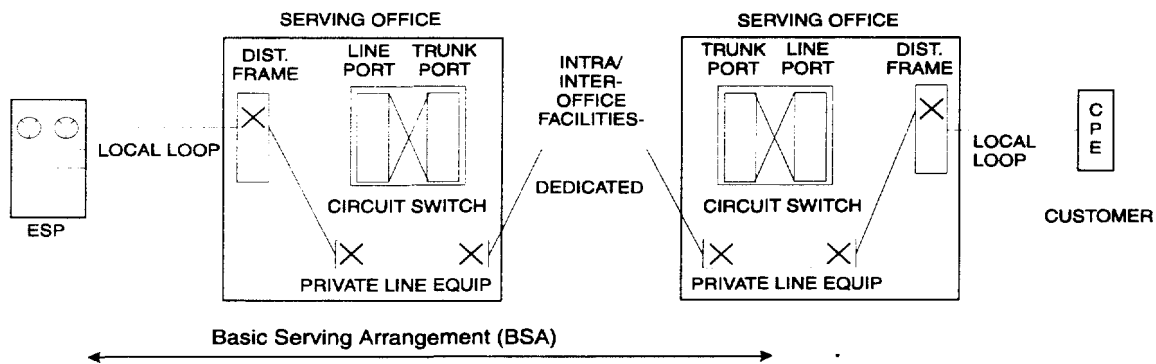 SERVING OFFICE
SERVING OFFICE
DIST.
FRAME
LINE
PORT
TRUNK
PORT
INTRA/
INTER-
OFFICE
FACILITIES-
TRUNK
PORT
LINE
PORT
DIST.
FRAME
LOCAL LOOP
CPE
LOCAL
LOOP
DEDICATED
CIRCUIT SWITCH
CIRCUIT SWITCH
ESP
CUSTOMER
PRIVATE LINE EQUIP
PRIVATE LINE EQUIP
Basic Serving Arrangement (BSA)